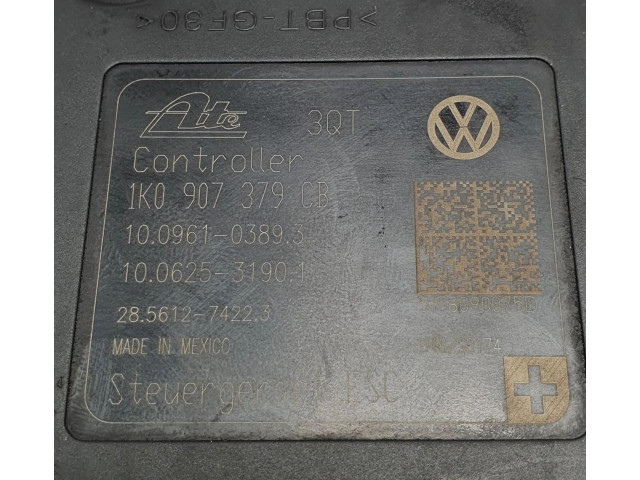 >PBT-GF30<
Ate 3QT
Controller
1K0 907 379 CB
10.0961-0389.3
10.0625-3190.1
28.5612-7422.3
MADE IN MEXICO
ESC